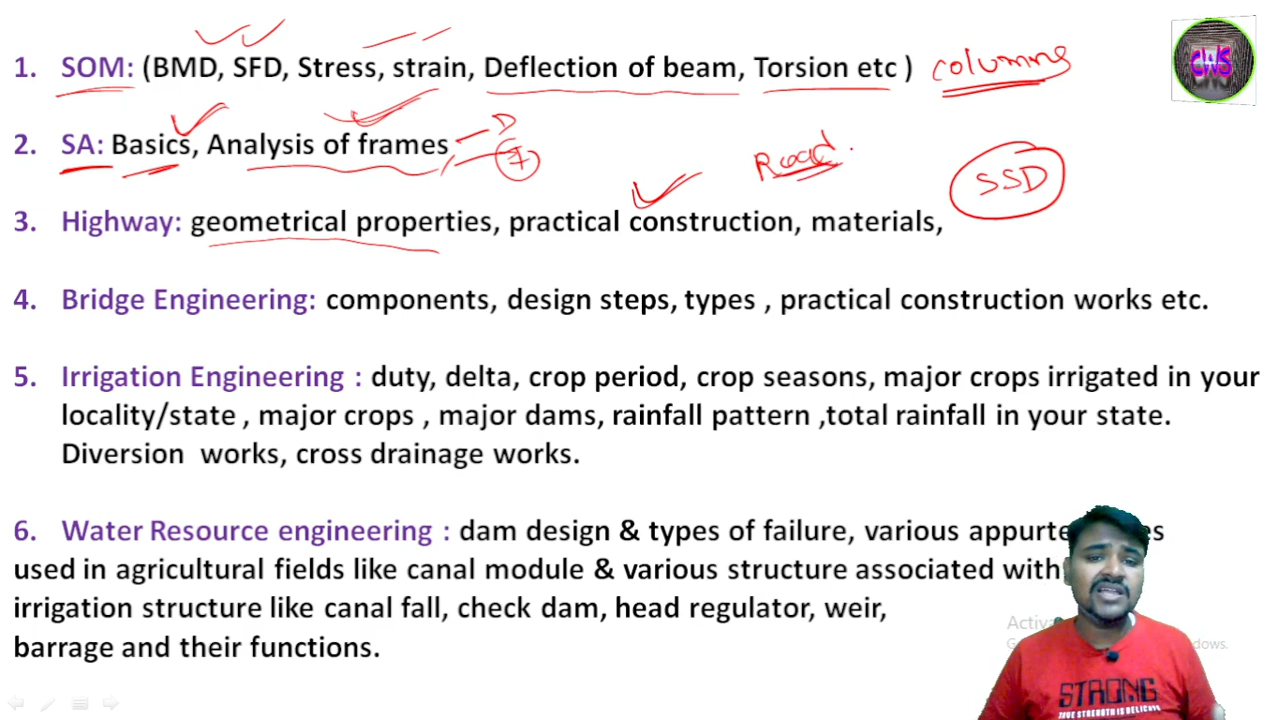 1. SOM: (BMD, SFD, Stress, strain, Deflection of beam, Torsion etc ) columns
CWS
2. SA: Basics, Analysis of frames D
7
Road
SSD
3. Highway: geometrical properties, practical construction, materials,
4. Bridge Engineering: components, design steps, types , practical construction works etc.
5. Irrigation Engineering : duty, delta, crop period, crop seasons, major crops irrigated in your
locality/state , major crops , major dams, rainfall pattern ,total rainfall in your state.
Diversion works, cross drainage works.
6. Water Resource engineering : dam design & types of failure, various
used in agricultural fields like canal module & various structure associated with
irrigation structure like canal fall, check dam, head regulator, weir,
barrage and their functions.
STRONG
TRUE STRENGTH IS